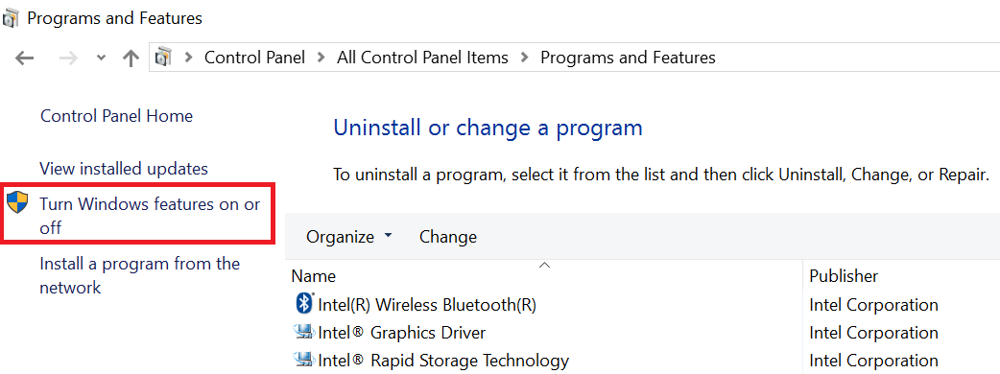 Programs and Features
Control Panel > All Control Panel Items > Programs and Features
Control Panel Home
View installed updates
Turn Windows features on or
off
Install a program from the
network
Uninstall or change a program
To uninstall a program, select it from the list and then click Uninstall, Change, or Repair.
Organize Change
Name Publisher
Intel(R) Wireless Bluetooth(R) Intel Corporation
Intel® Graphics Driver Intel Corporation
Intel® Rapid Storage Technology Intel Corporation